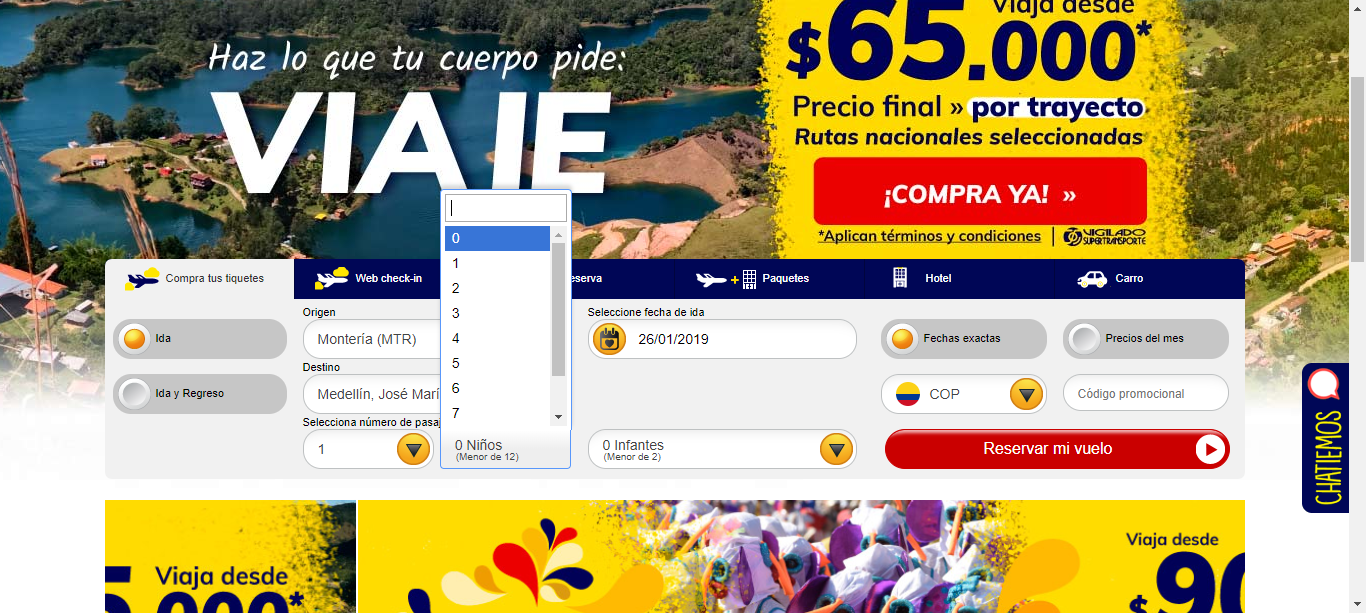 Viaja desde
$65.000*
Haz lo que tu cuerpo pide:
VIAJE
Precio final » por trayecto
Rutas nacionales seleccionadas
¡COMPRA YA! »
*Aplican términos y condiciones | VIGILADO SUPERTRANSPORTE
Compra tus tiquetes
Web check-in
Paquetes
Hotel
Carro
Origen
Seleccione fecha de ida
Ida
Montería (MTR)
26/01/2019
Fechas exactas
Precios del mes
Destino
Ida y Regreso
Medellín, José Marí
COP
Código promocional
Selecciona número de pasaj
1
0
1
2
3
4
5
6
7
0 Niños
(Menor de 12)
0 Infantes
(Menor de 2)
Reservar mi vuelo
CHATIEMOS
Viaja desde
5.000*
Viaja desde
$90